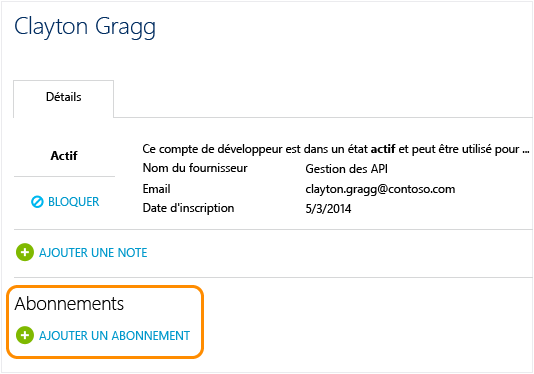 Clayton Gragg
Détails
Actif
Ce compte de développeur est dans un état actif et peut être utilisé pour ...
Nom du fournisseur Gestion des API
Email clayton.gragg@contoso.com
BLOQUER
Date d'inscription 5/3/2014
AJOUTER UNE NOTE
Abonnements
AJOUTER UN ABONNEMENT